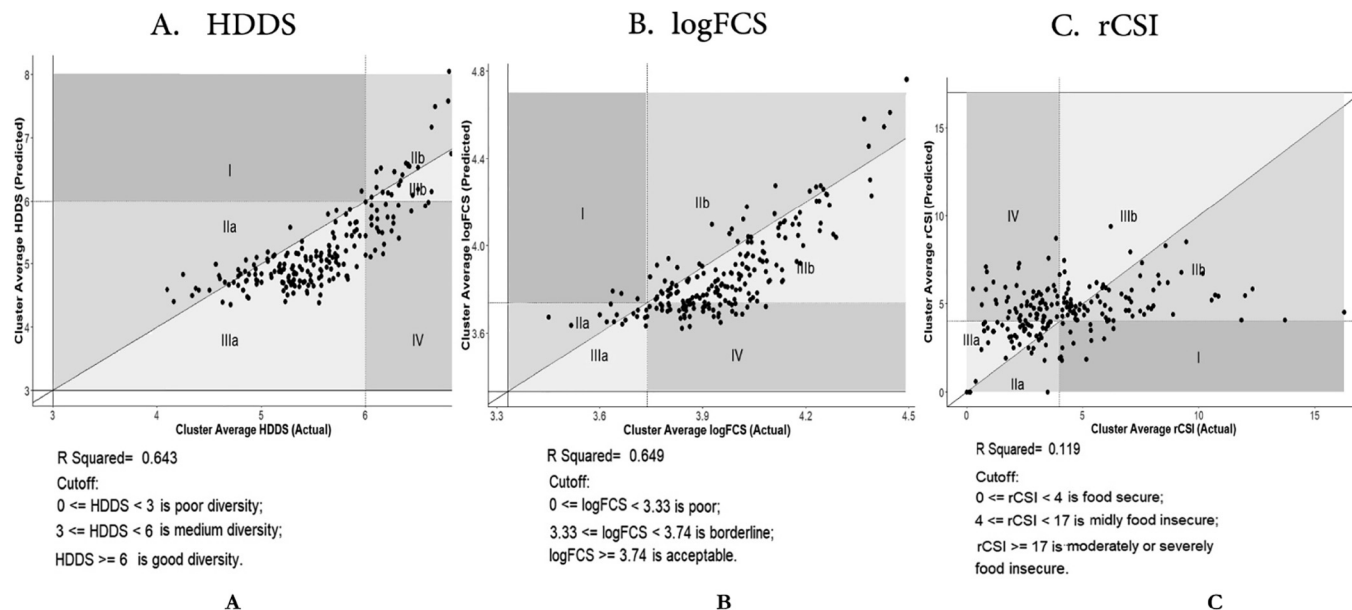 A. HDDS
Cluster Average HDDS (Predicted)
8
7
6
5
4
3
I
IIb
IIIb
IIa
IIIa
IV
3
4
5
6
Cluster Average HDDS (Actual)
R Squared= 0.643
Cutoff:
0 <= HDDS < 3 is poor diversity;
3 <= HDDS < 6 is medium diversity;
HDDS >= 6 is good diversity.
A
B. logFCS
Cluster Average logFCS (Predicted)
4.8
4.4
4.0
3.6
I
IIb
IIIb
IIa
IIIa
IV
3.3
3.6
3.9
4.2
4.5
Cluster Average logFCS (Actual)
R Squared= 0.649
Cutoff:
0 <= logFCS < 3.33 is poor;
3.33 <= logFCS < 3.74 is borderline;
logFCS >= 3.74 is acceptable.
B
C. rCSI
Cluster Average rCSI (Predicted)
15
10
5
0
IV
IIIb
IIb
IIIa
IIa
I
0
5
10
15
Cluster Average rCSI (Actual)
R Squared= 0.119
Cutoff:
0 <= rCSI < 4 is food secure;
4 <= rCSI < 17 is midly food insecure;
rCSI >= 17 is moderately or severely
food insecure.
C